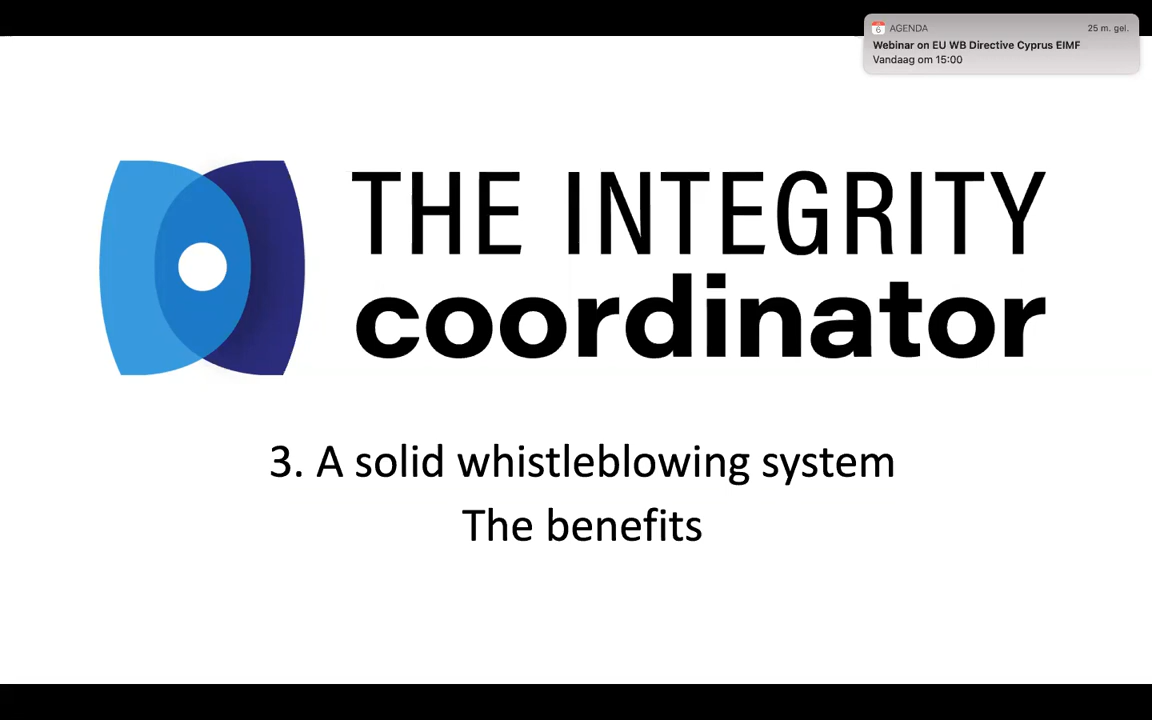 6
AGENDA
25 m. gel.
Webinar on EU WB Directive Cyprus EIMF
Vandaag om 15:00
THE INTEGRITY
coordinator
3. A solid whistleblowing system
The benefits